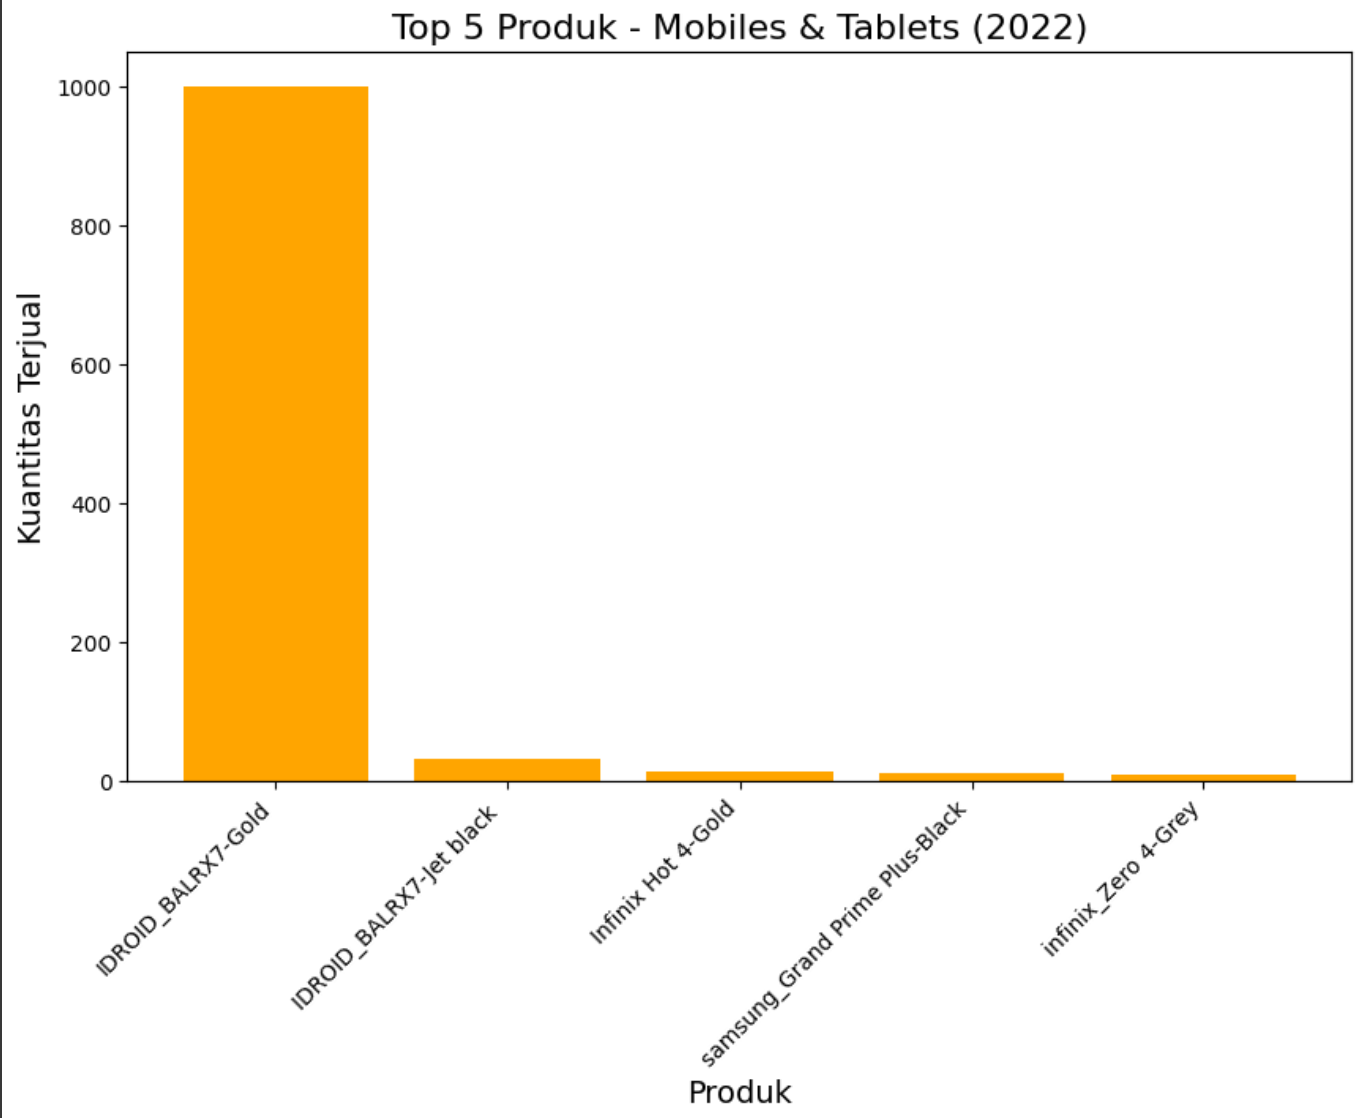 Top 5 Produk - Mobiles & Tablets (2022)
Kuantitas Terjual
1000
800
600
400
200
0
IDROID_BALRX7-Gold
IDROID_BALRX7-Jet black
Infinix Hot 4-Gold
samsung_Grand Prime Plus-Black
infinix_Zero 4-Grey
Produk